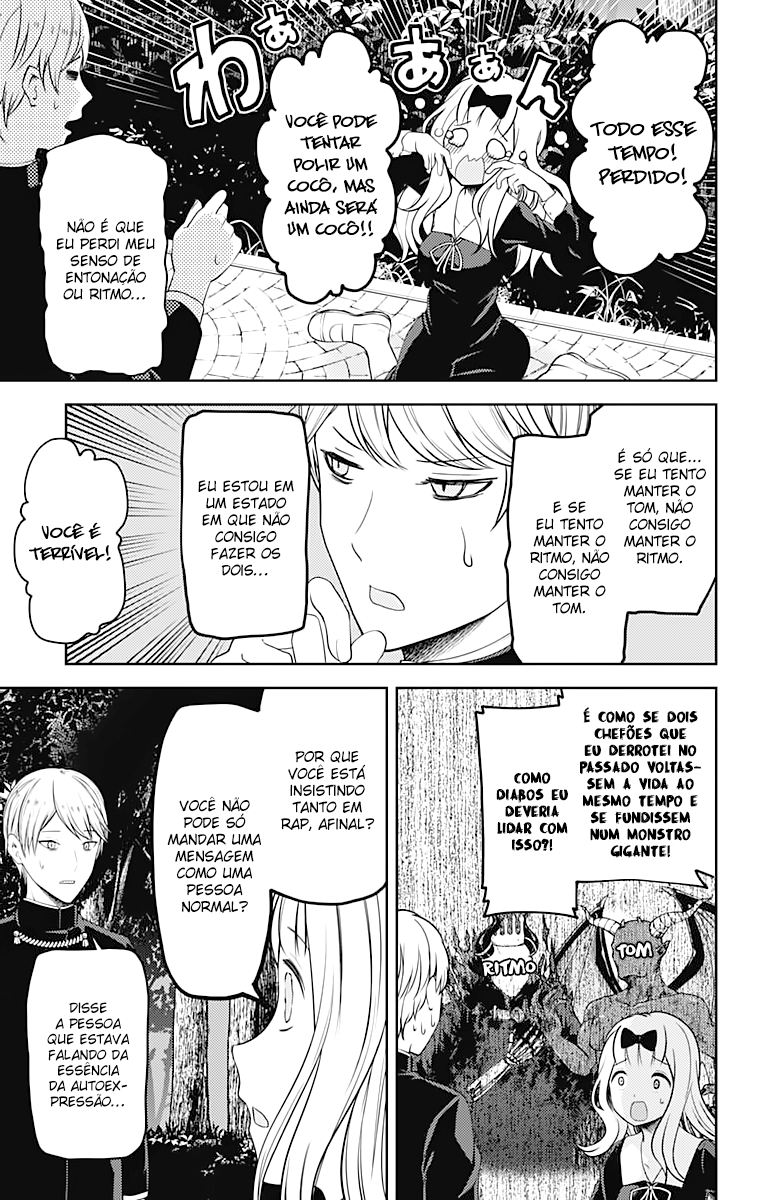 TODO ESSE
TEMPO!
PERDIDO!
わぁあぁぁん
VOCÊ PODE
TENTAR
POLIR UM
COCÔ, MAS
AINDA SERÁ
UM COCÔ!!
NÃO É QUE
EU PERDI MEU
SENSO DE
ENTONAÇÃO
OU RITMO...
É SÓ QUE...
SE EU TENTO
MANTER O
TOM, NÃO
CONSIGO
MANTER O
RITMO.
E SE
EU TENTO
MANTER O
RITMO, NÃO
CONSIGO
MANTER O
TOM.
EU ESTOU EM
UM ESTADO
EM QUE NÃO
CONSIGO
FAZER OS
DOIS...
VOCÊ É
TERRÍVEL!
É COMO SE DOIS
CHEFÕES QUE
EU DERROTEI NO
PASSADO VOLTAS-
SEM A VIDA AO
MESMO TEMPO E
SE FUNDISSEM
NUM MONSTRO
GIGANTE!
COMO
DIABOS EU
DEVERIA
LIDAR COM
ISSO?!
TOM
RITMO
POR QUE
VOCÊ ESTÁ
INSISTINDO
TANTO EM
RAP, AFINAL?
VOCÊ NÃO
PODE SÓ
MANDAR UMA
MENSAGEM
COMO UMA
PESSOA
NORMAL?
DISSE
A PESSOA
QUE ESTAVA
FALANDO DA
ESSÊNCIA
DA AUTOEX-
PRESSÃO...